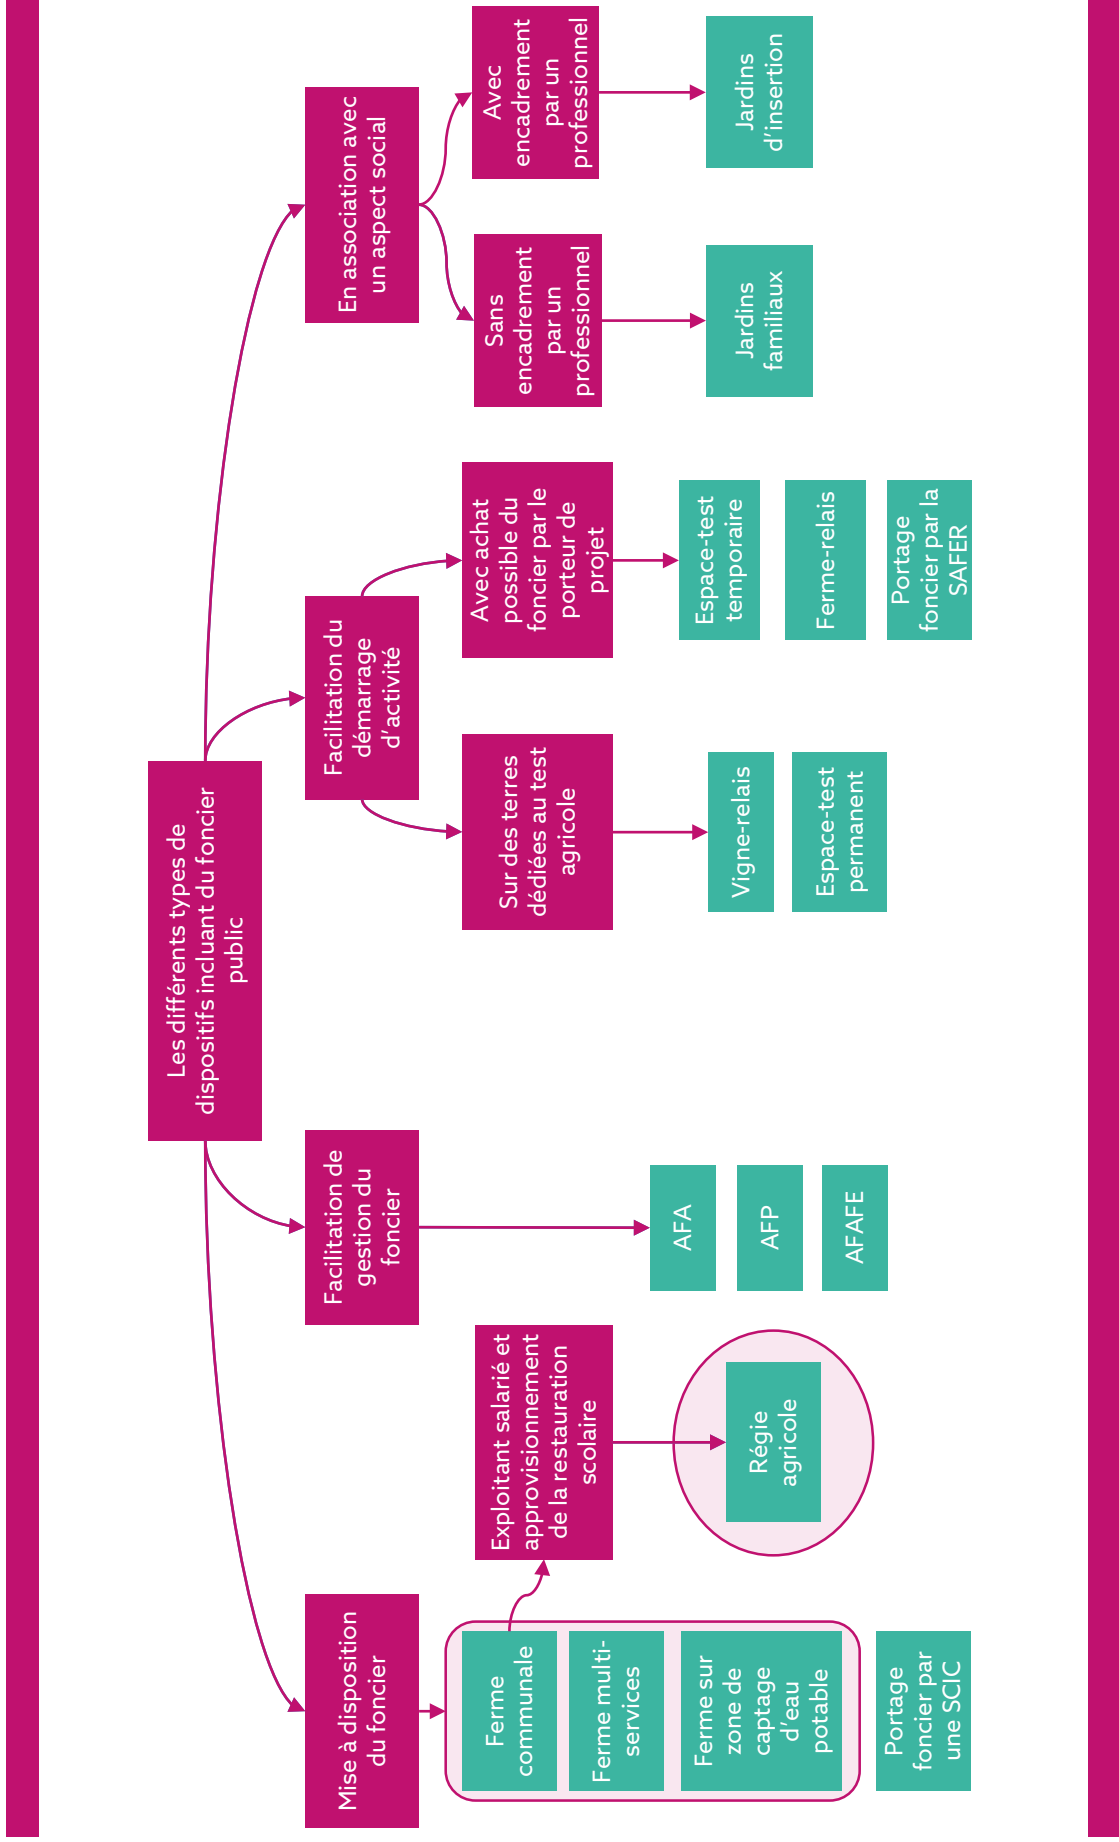 Les différents types de
dispositifs incluant du foncier
public
Mise à disposition
du foncier
Facilitation de
gestion du
foncier
Facilitation du
démarrage
d'activité
En association avec
un aspect social
Exploitant salarié et
approvisionnement
de la restauration
scolaire
Sur des terres
dédiées au test
agricole
Avec achat
possible du
foncier par le
porteur de
projet
Sans
encadrement
par un
professionnel
Avec
encadrement
par un
professionnel
Ferme
communale
Ferme multi-
services
Ferme sur
zone de
captage
d'eau
potable
Portage
foncier par
une SCIC
Régie
agricole
AFA
AFP
AFAFE
Vigne-relais
Espace-test
permanent
Espace-test
temporaire
Ferme-relais
Portage
foncier par la
SAFER
Jardins
familiaux
Jardins
d'insertion